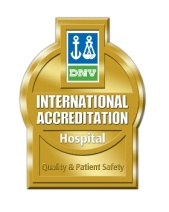 DNV
INTERNATIONAL
ACCREDITATION
Hospital
Quality & Patient Safety